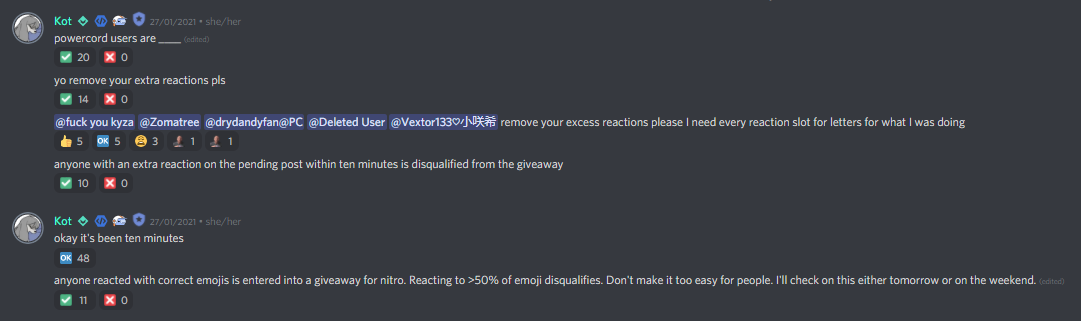 Kot 27/01/2021 • she/her
powercord users are ____ (edited)
20 0
yo remove your extra reactions pls
14 0
@fuck you kyza @Zomatree @drydandyfan@PC @Deleted User @Vextor133♡小咲希 remove your excess reactions please I need every reaction slot for letters for what I was doing
5 OK 5 3 1 1
anyone with an extra reaction on the pending post within ten minutes is disqualified from the giveaway
10 0
Kot 27/01/2021 • she/her
okay it's been ten minutes
OK 48
anyone reacted with correct emojis is entered into a giveaway for nitro. Reacting to >50% of emoji disqualifies. Don't make it too easy for people. I'll check on this either tomorrow or on the weekend. (edited)
11 0